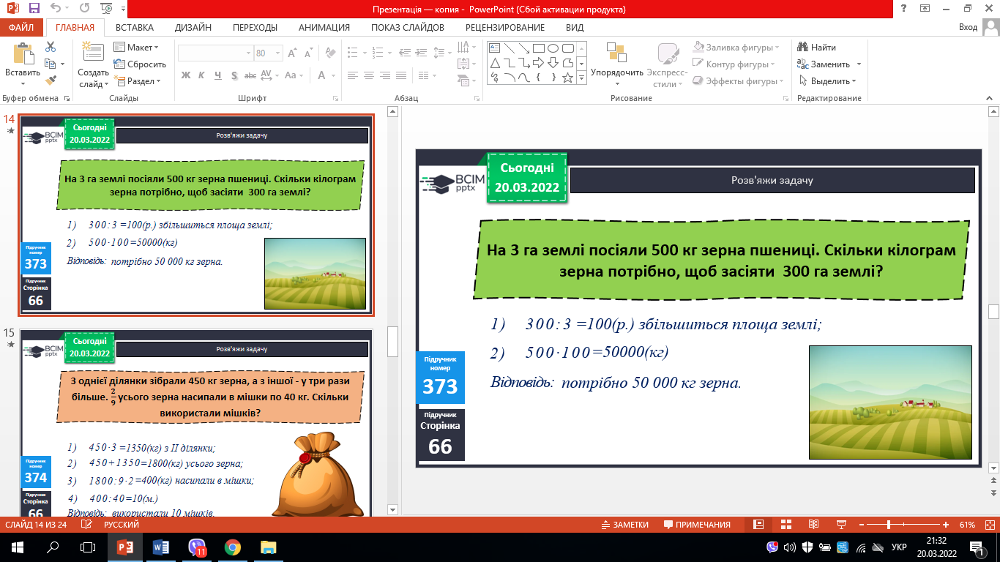 Презентація — копия - PowerPoint (Сбой активации продукта)
ФАЙЛ ГЛАВНАЯ ВСТАВКА ДИЗАЙН ПЕРЕХОДЫ АНИМАЦИЯ ПОКАЗ СЛАЙДОВ РЕЦЕНЗИРОВАНИЕ ВИД Вход
Вставить
Создать слайд
Макет
Сбросить
Раздел
80
Ж К Ч S abc AV Aa A
Упорядочить
Экспресс-стили
Заливка фигуры
Контур фигуры
Эффекты фигуры
Найти
Заменить
Выделить
Буфер обмена Слайды Шрифт Абзац Рисование Редактирование
14
Сьогодні
20.03.2022
BCIM
pptx
Розв'яжи задачу
На 3 га землі посіяли 500 кг зерна пшениці. Скільки кілограм
зерна потрібно, щоб засіяти 300 га землі?
1) 300:3=100(р.) збільшиться площа землі;
2) 500·100=50000(кг)
Відповідь: потрібно 50 000 кг зерна.
Підручник
номер
373
Підручник
Сторінка
66
15
Сьогодні
20.03.2022
BCIM
pptx
Розв'яжи задачу
З однієї ділянки зібрали 450 кг зерна, а з іншої - у три рази
більше. 2/9 усього зерна насипали в мішки по 40 кг. Скільки
використали мішків?
1) 450·3=1350(кг) з ІІ ділянки;
2) 450+1350=1800(кг) усього зерна;
3) 1800:9·2=400(кг) насипали в мішки;
4) 400:40=10(м.)
Відповідь: використали 10 мішків.
Підручник
номер
374
Підручник
Сторінка
66
Сьогодні
20.03.2022
BCIM
pptx
Розв'яжи задачу
На 3 га землі посіяли 500 кг зерна пшениці. Скільки кілограм
зерна потрібно, щоб засіяти 300 га землі?
1) 300:3=100(р.) збільшиться площа землі;
2) 500·100=50000(кг)
Відповідь: потрібно 50 000 кг зерна.
Підручник
номер
373
Підручник
Сторінка
66
СЛАЙД 14 ИЗ 24 РУССКИЙ ЗАМЕТКИ ПРИМЕЧАНИЯ 61%
11 УКР 21:32
20.03.2022 1